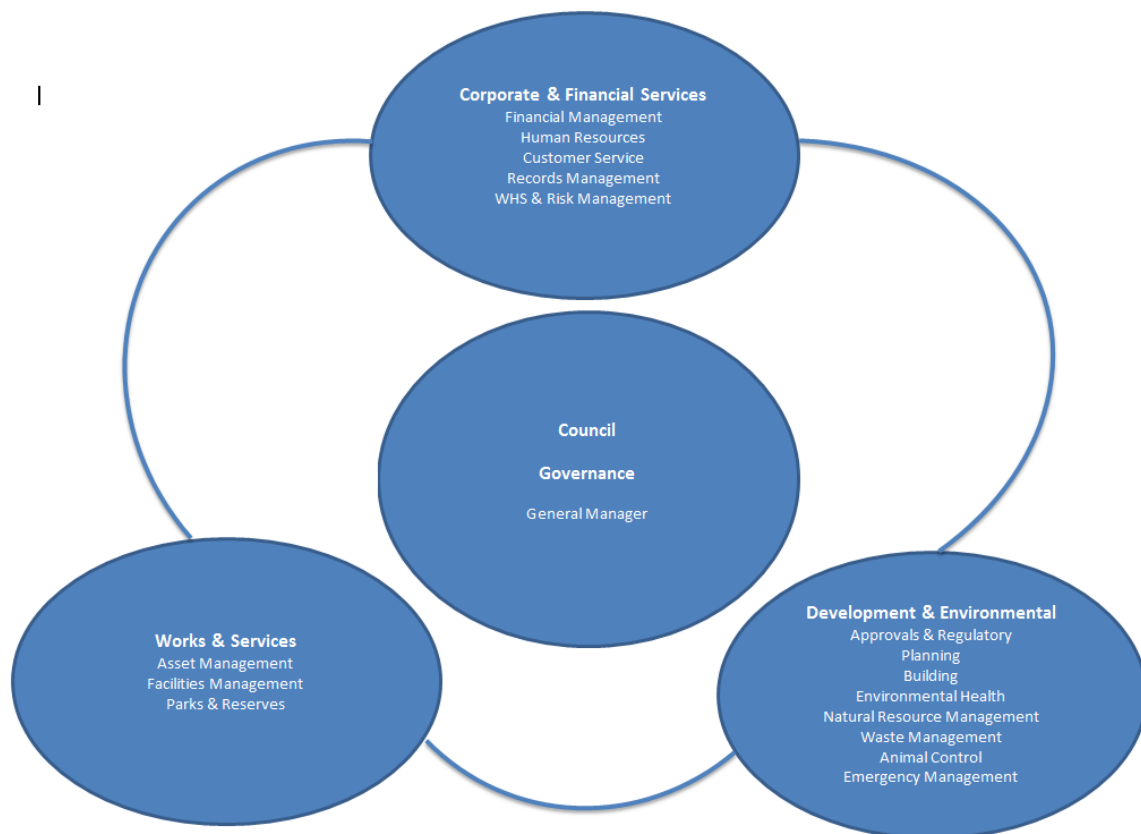 Corporate & Financial Services
Financial Management
Human Resources
Customer Service
Records Management
WHS & Risk Management
Council
Governance
General Manager
Works & Services
Asset Management
Facilities Management
Parks & Reserves
Development & Environmental
Approvals & Regulatory
Planning
Building
Environmental Health
Natural Resource Management
Waste Management
Animal Control
Emergency Management